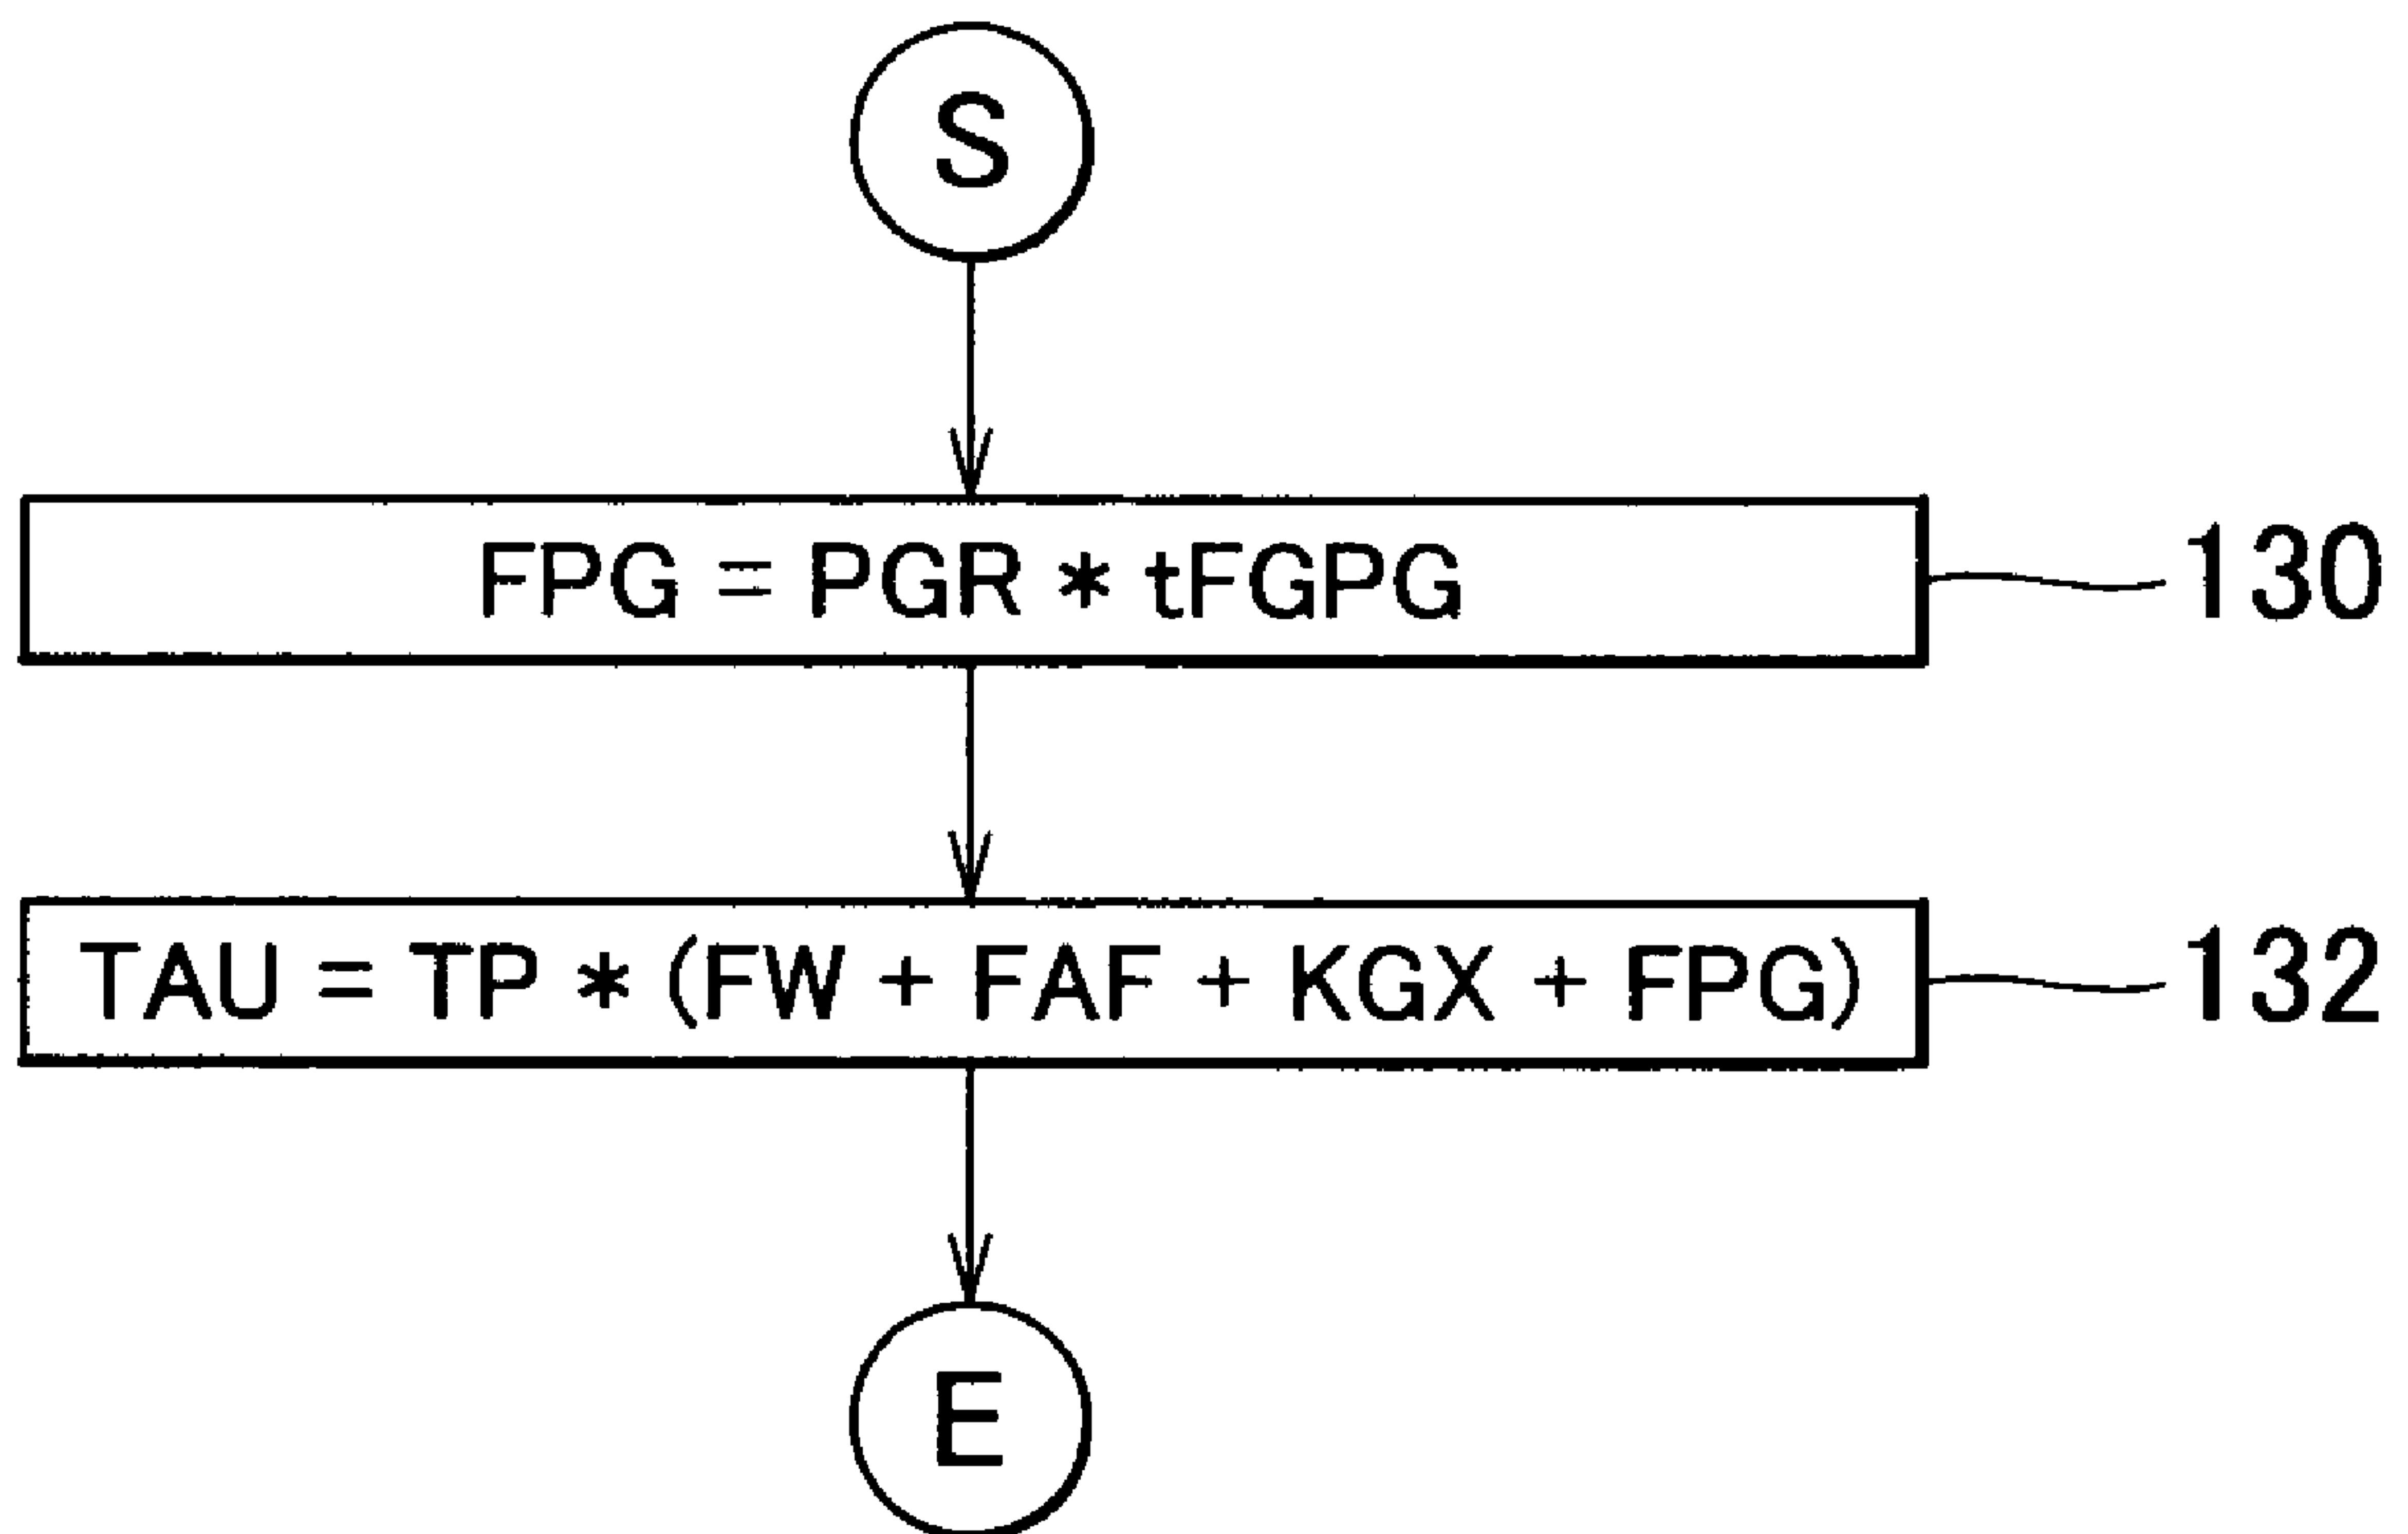 S
FPG = PGR * tFGPG
130
TAU = TP * (FW + FAF + KGX + FPG)
132
E